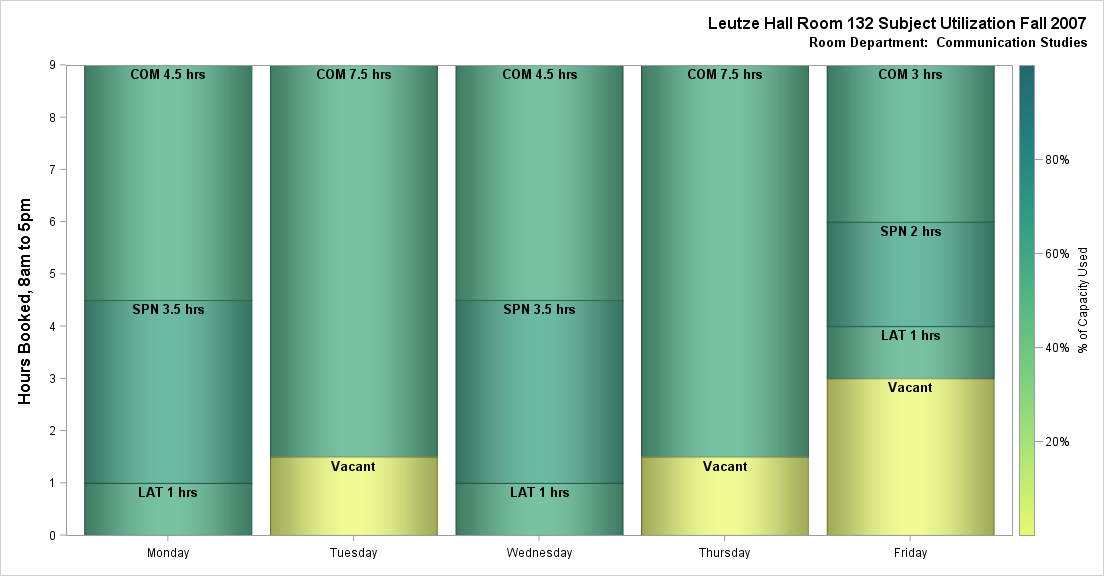 Leutze Hall Room 132 Subject Utilization Fall 2007
Room Department:  Communication Studies
Hours Booked, 8am to 5pm
9
8
7
6
5
4
3
2
1
0
COM 4.5 hrs
SPN 3.5 hrs
LAT 1 hrs
COM 7.5 hrs
Vacant
COM 4.5 hrs
SPN 3.5 hrs
LAT 1 hrs
COM 7.5 hrs
Vacant
COM 3 hrs
SPN 2 hrs
LAT 1 hrs
Vacant
Monday
Tuesday
Wednesday
Thursday
Friday
80%
60%
40%
20%
% of Capacity Used